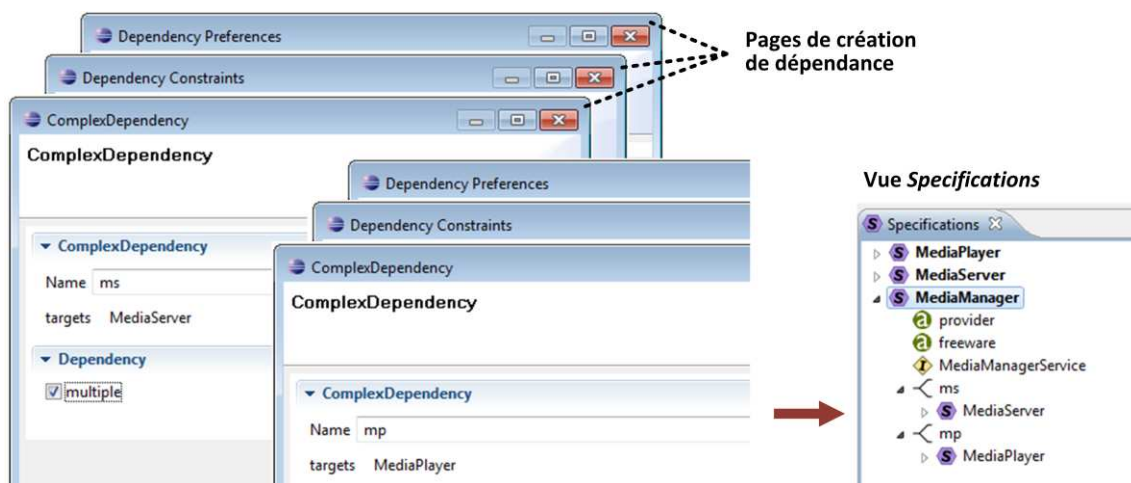 Dependency Preferences
Dependency Constraints
ComplexDependency
ComplexDependency
ComplexDependency
Name ms
targets MediaServer
Dependency
multiple
Pages de création
de dépendance
Dependency Preferences
Dependency Constraints
ComplexDependency
ComplexDependency
ComplexDependency
Name mp
targets MediaPlayer
Vue Specifications
S Specifications
S MediaPlayer
S MediaServer
S MediaManager
a provider
a freeware
I MediaManagerService
ms
S MediaServer
mp
S MediaPlayer